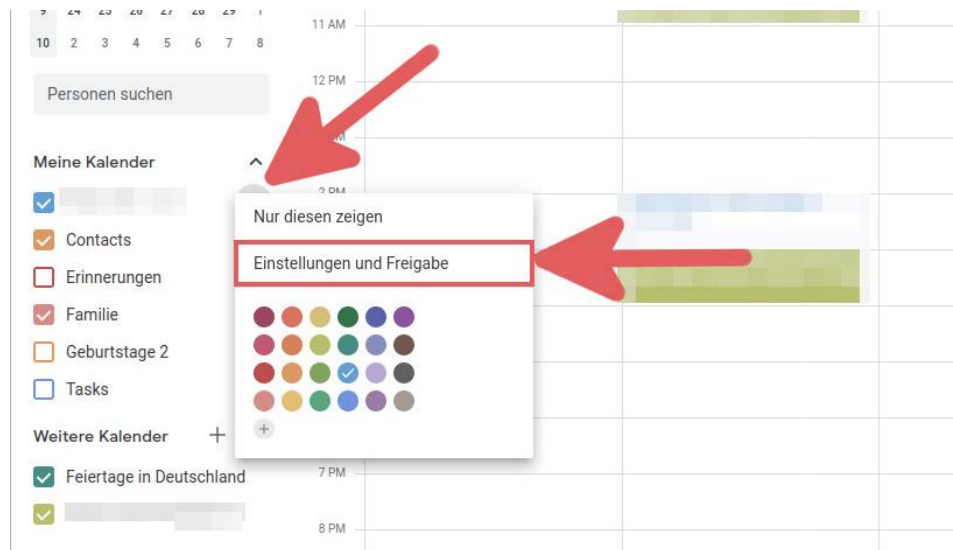 9 24 25 26 27 28 29 1
10 2 3 4 5 6 7 8
Personen suchen
Meine Kalender
Contacts
Erinnerungen
Familie
Geburtstage 2
Tasks
Weitere Kalender +
Feiertage in Deutschland
Nur diesen zeigen
Einstellungen und Freigabe
+
11 AM
12 PM
2 PM
7 PM
8 PM